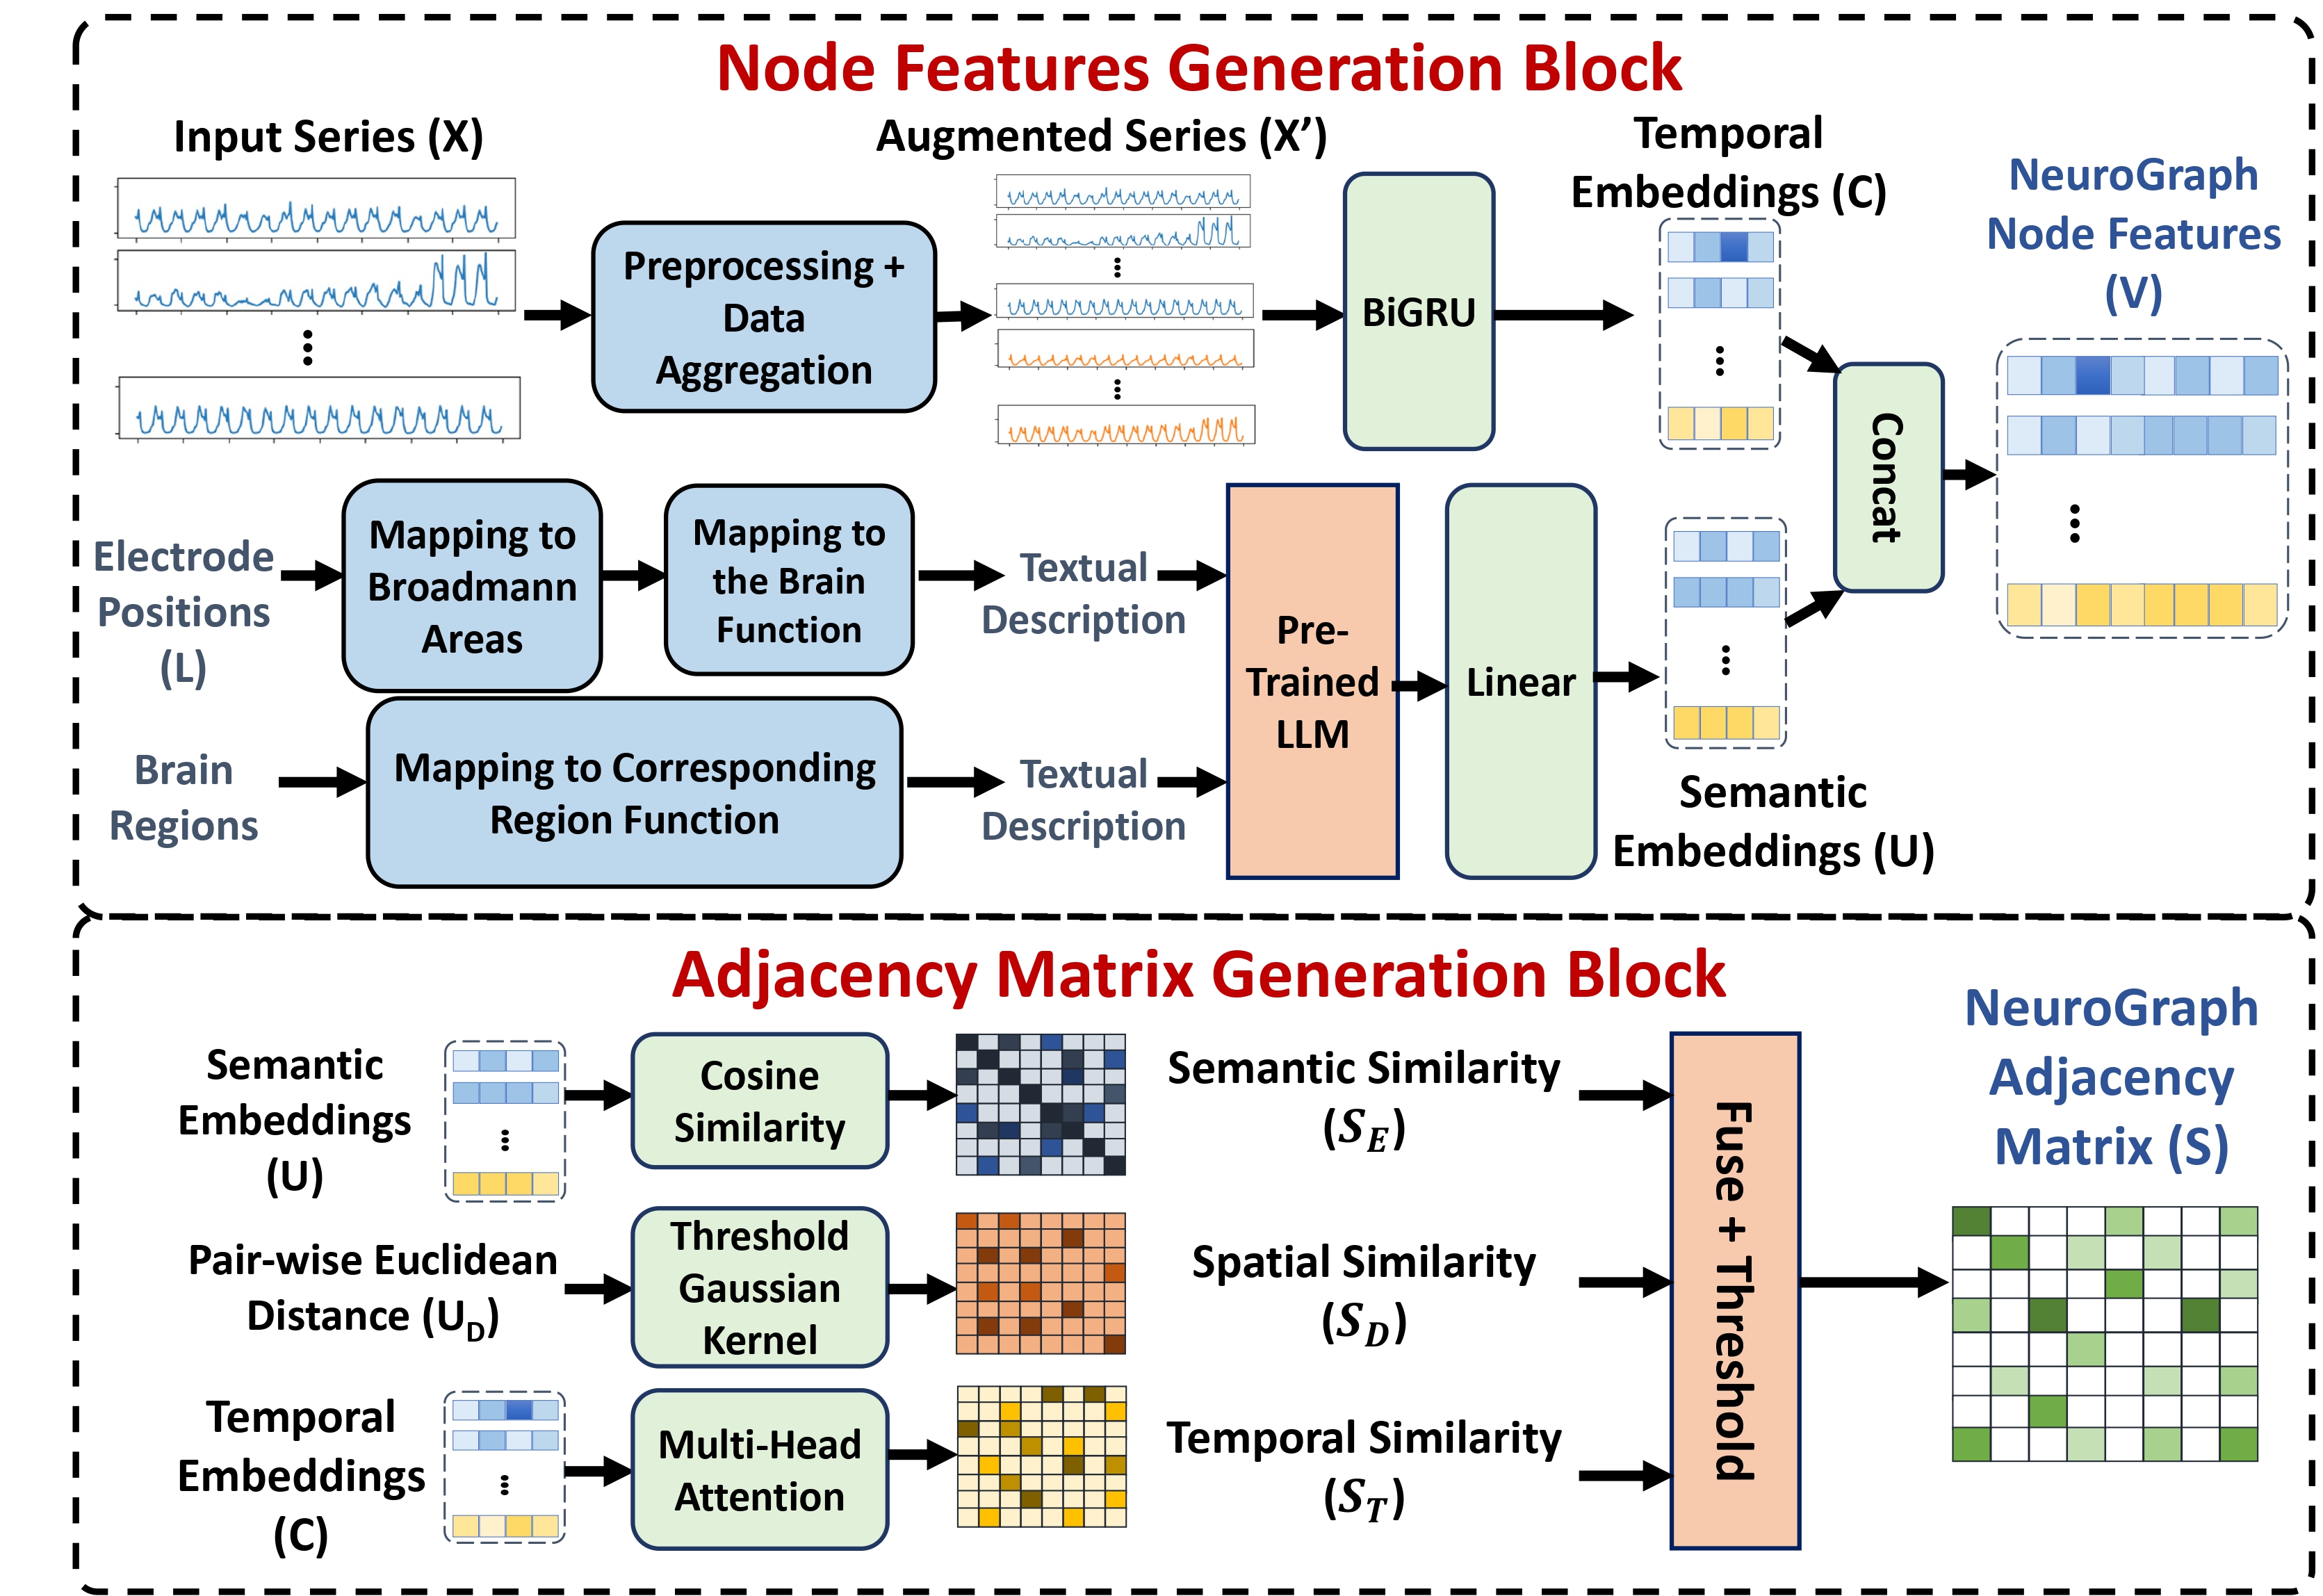 Node Features Generation Block
Input Series (X)
Augmented Series (X’)
Temporal
Embeddings (C)
NeuroGraph
Node Features
(V)
Preprocessing +
Data
Aggregation
BiGRU
Concat
Electrode
Positions
(L)
Mapping to
Broadmann
Areas
Mapping to
the Brain
Function
Textual
Description
Pre-
Trained
LLM
Linear
Brain
Regions
Mapping to Corresponding
Region Function
Textual
Description
Semantic
Embeddings (U)
Adjacency Matrix Generation Block
Semantic
Embeddings
(U)
Cosine
Similarity
Semantic Similarity
(S_E)
Pair-wise Euclidean
Distance (U_D)
Threshold
Gaussian
Kernel
Spatial Similarity
(S_D)
Temporal
Embeddings
(C)
Multi-Head
Attention
Temporal Similarity
(S_T)
Fuse + Threshold
NeuroGraph
Adjacency
Matrix (S)